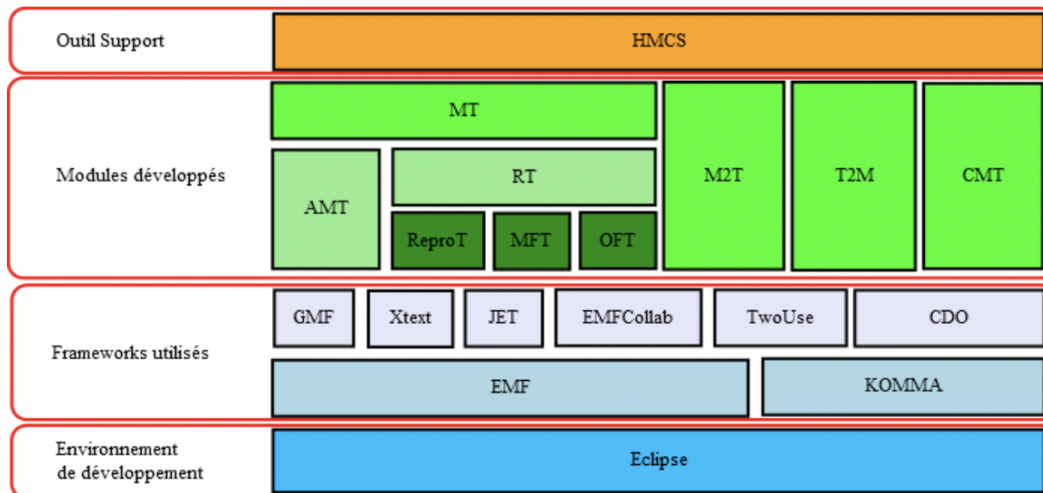 Outil Support
HMCS
Modules développés
MT
AMT
RT
ReproT
MFT
OFT
M2T
T2M
CMT
Frameworks utilisés
GMF
Xtext
JET
EMFCollab
TwoUse
CDO
EMF
KOMMA
Environnement
de développement
Eclipse